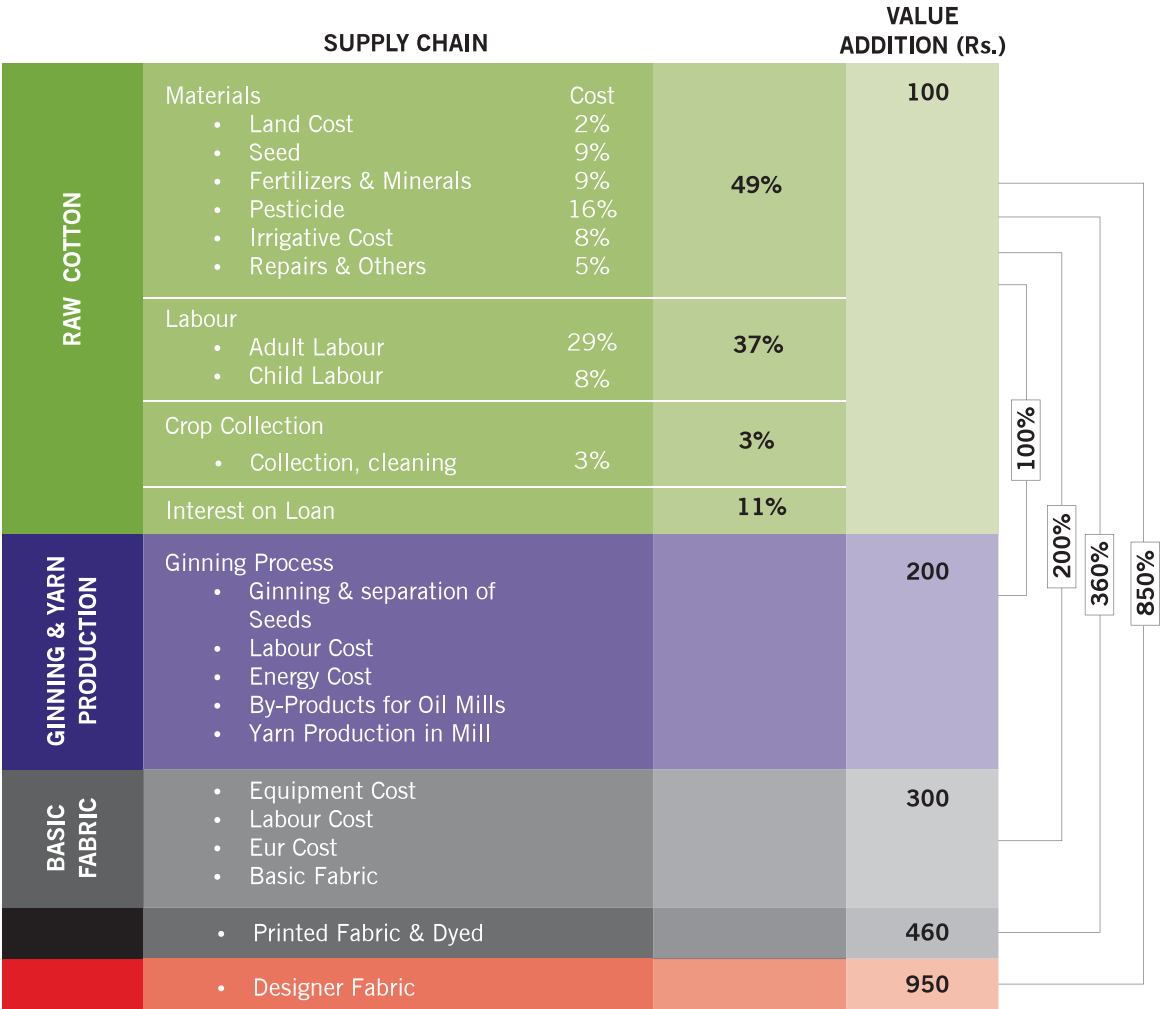 SUPPLY CHAIN
VALUE
ADDITION (Rs.)
RAW COTTON
Materials Cost
• Land Cost 2%
• Seed 9%
• Fertilizers & Minerals 9%
• Pesticide 16%
• Irrigative Cost 8%
• Repairs & Others 5%
49%
100
Labour
• Adult Labour 29%
• Child Labour 8%
37%
Crop Collection
• Collection, cleaning 3%
3%
Interest on Loan
11%
GINNING & YARN
PRODUCTION
Ginning Process
• Ginning & separation of
Seeds
• Labour Cost
• Energy Cost
• By-Products for Oil Mills
• Yarn Production in Mill
200
BASIC
FABRIC
• Equipment Cost
• Labour Cost
• Eur Cost
• Basic Fabric
300
• Printed Fabric & Dyed
460
• Designer Fabric
950
100%
200%
360%
850%